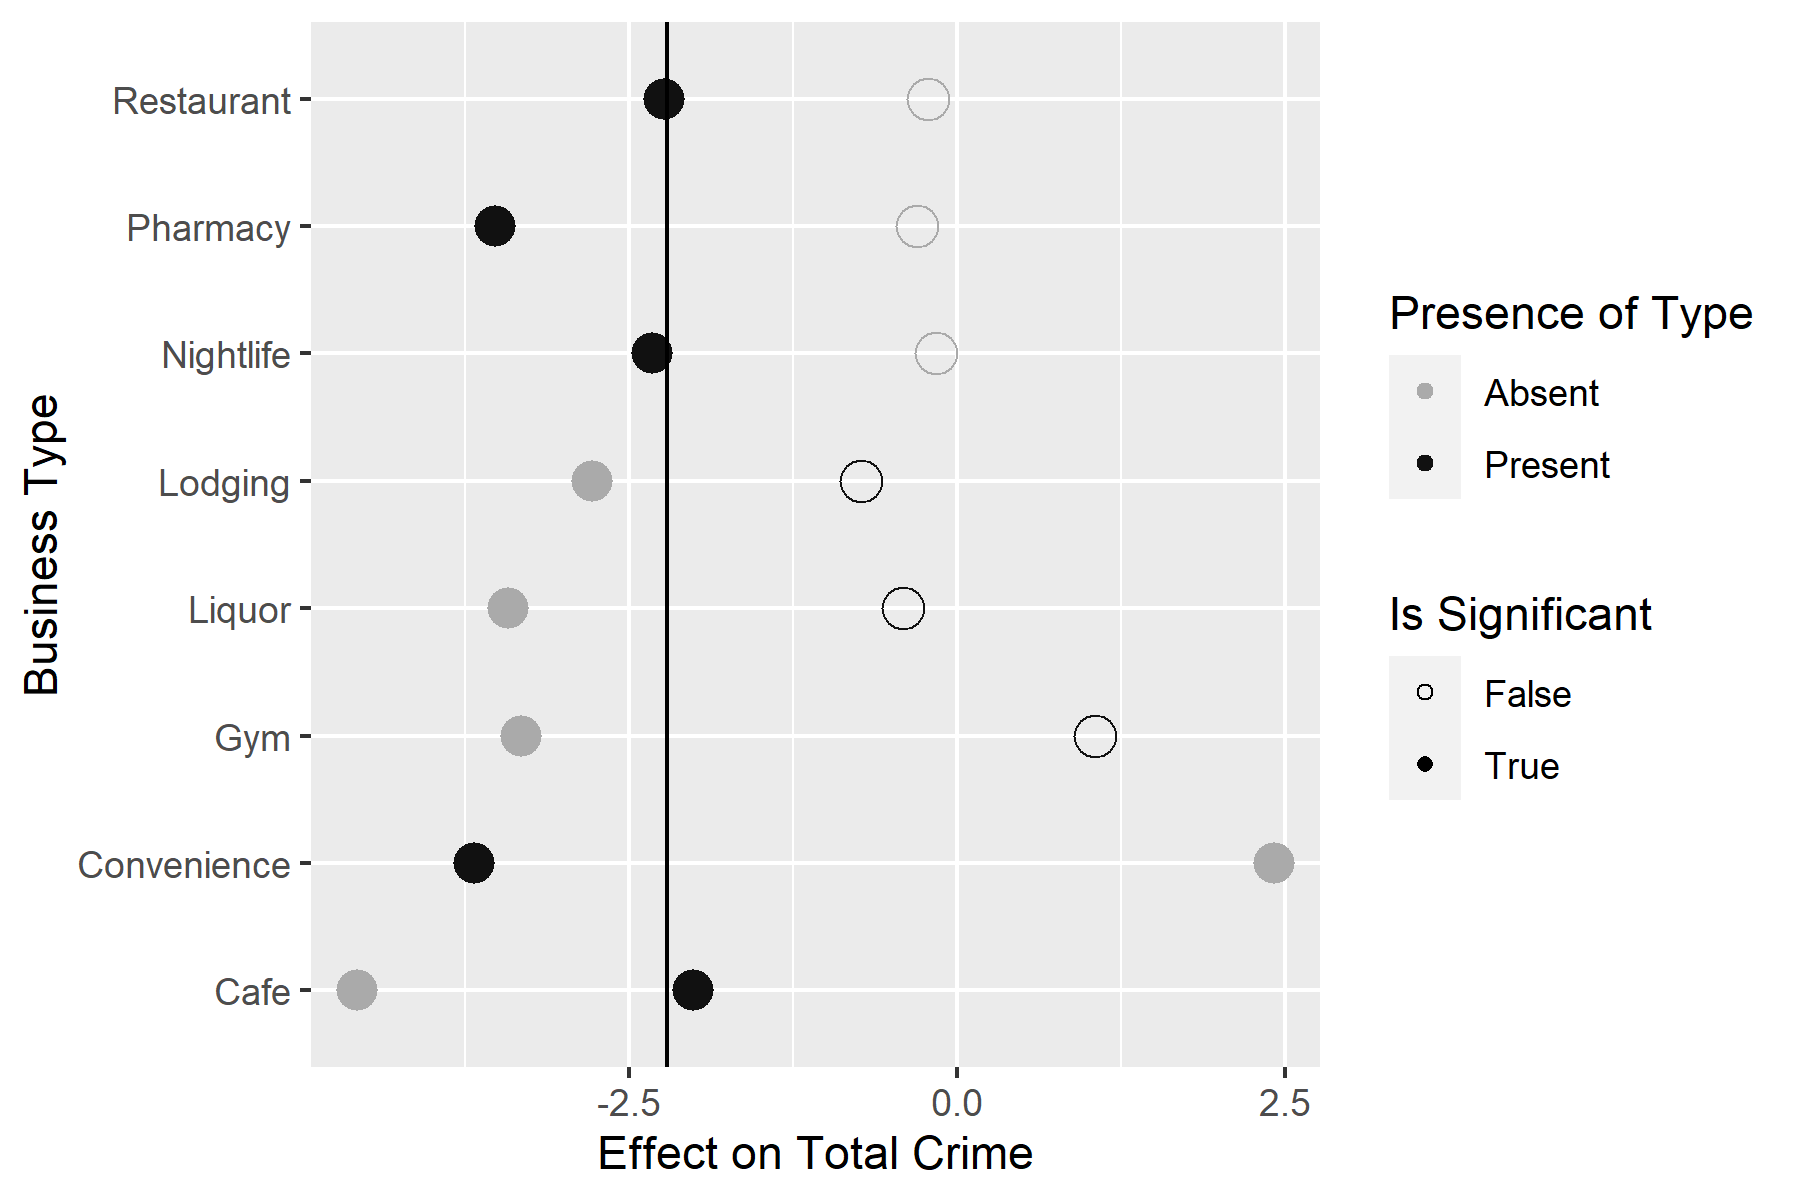 Restaurant
Pharmacy
Nightlife
Lodging
Liquor
Gym
Convenience
Cafe
Business Type
-2.5 0.0 2.5
Effect on Total Crime
Presence of Type
Absent
Present
Is Significant
False
True